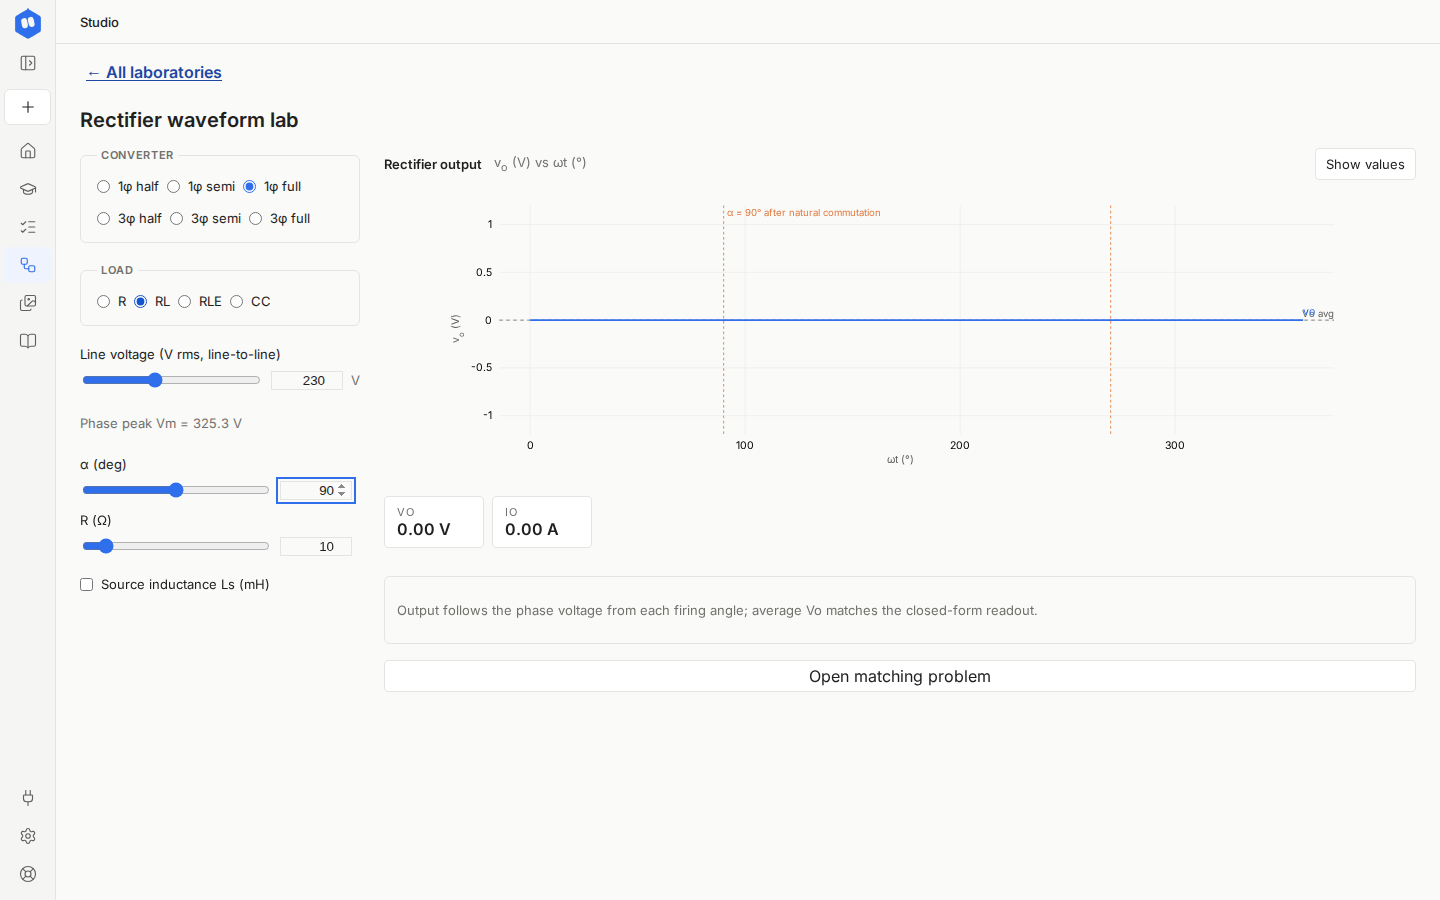 Studio
← All laboratories
Rectifier waveform lab
CONVERTER
1φ half 1φ semi 1φ full
3φ half 3φ semi 3φ full
LOAD
R RL RLE CC
Line voltage (V rms, line-to-line)
230 V
Phase peak Vm = 325.3 V
α (deg)
90
R (Ω)
10
Source inductance Ls (mH)
Rectifier output vo (V) vs ωt (°)
Show values
α = 90° after natural commutation
1
0.5
0
-0.5
-1
vo (V)
avg
0 100 200 300
ωt (°)
VO
0.00 V
IO
0.00 A
Output follows the phase voltage from each firing angle; average Vo matches the closed-form readout.
Open matching problem